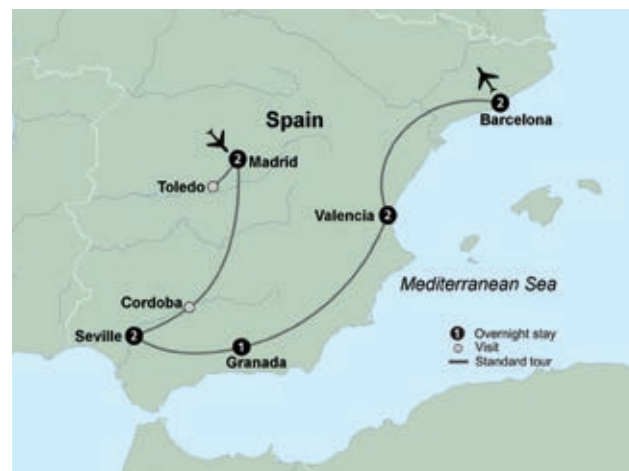 Spain
2
Barcelona
2
Madrid
Toledo
Valencia
2
Mediterranean Sea
Cordoba
Seville
2
1
Granada
1 Overnight stay
Visit
Standard tour